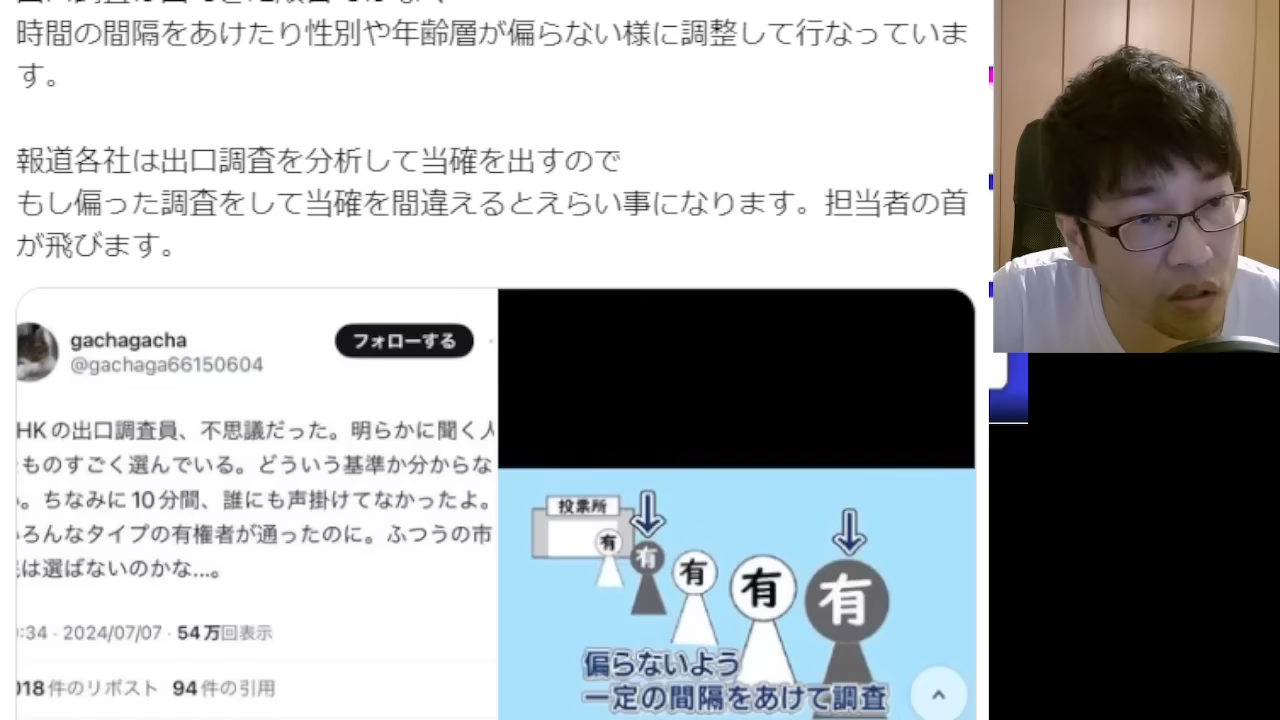 時間の間隔をあけたり性別や年齢層が偏らない様に調整して行なっていま
す。
報道各社は出口調査を分析して当確を出すので
もし偏った調査をして当確を間違えるとえらい事になります。担当者の首
が飛びます。
gachagacha
フォローする
@gachaga66150604
HKの出口調査員、不思議だった。明らかに聞く人
ものすごく選んでいる。どういう基準か分からな
。ちなみに10分間、誰にも声掛けてなかったよ。
ろんなタイプの有権者が通ったのに。ふつうの市
は選ばないのかな...。
:34 · 2024/07/07 · 54万回表示
018件のリポスト 94件の引用
投票所
有
有
有
有
有
偏らないよう
一定の間隔をあけて調査